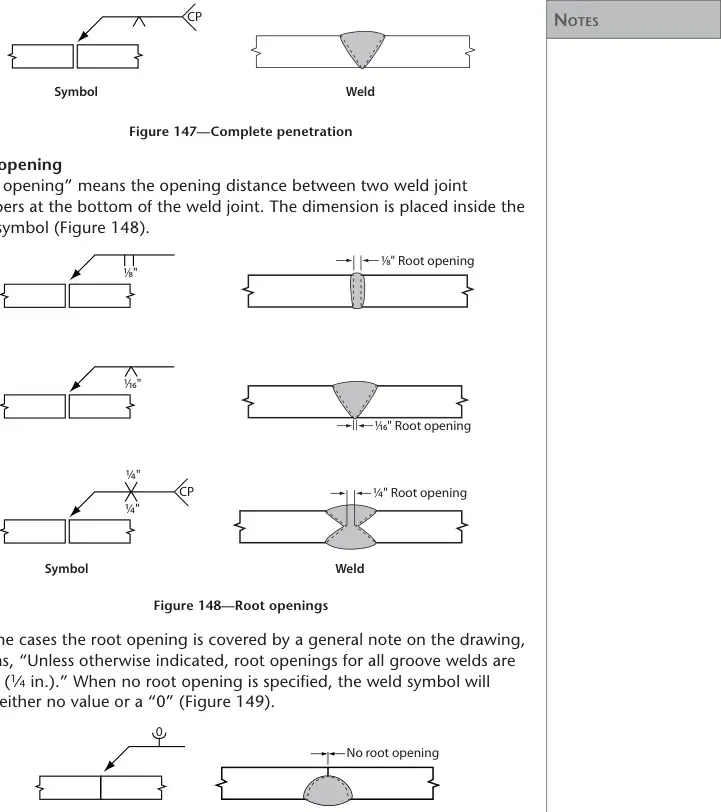 NOTES
CP
Symbol Weld
Figure 147—Complete penetration
opening
opening” means the opening distance between two weld joint
bers at the bottom of the weld joint. The dimension is placed inside the
symbol (Figure 148).
⅛" Root opening
⅛"
1⁄16"
1⁄16" Root opening
¼"
CP
¼" Root opening
¼"
Symbol Weld
Figure 148—Root openings
me cases the root opening is covered by a general note on the drawing,
as, “Unless otherwise indicated, root openings for all groove welds are
(¼ in.).” When no root opening is specified, the weld symbol will
either no value or a “0” (Figure 149).
0
No root opening